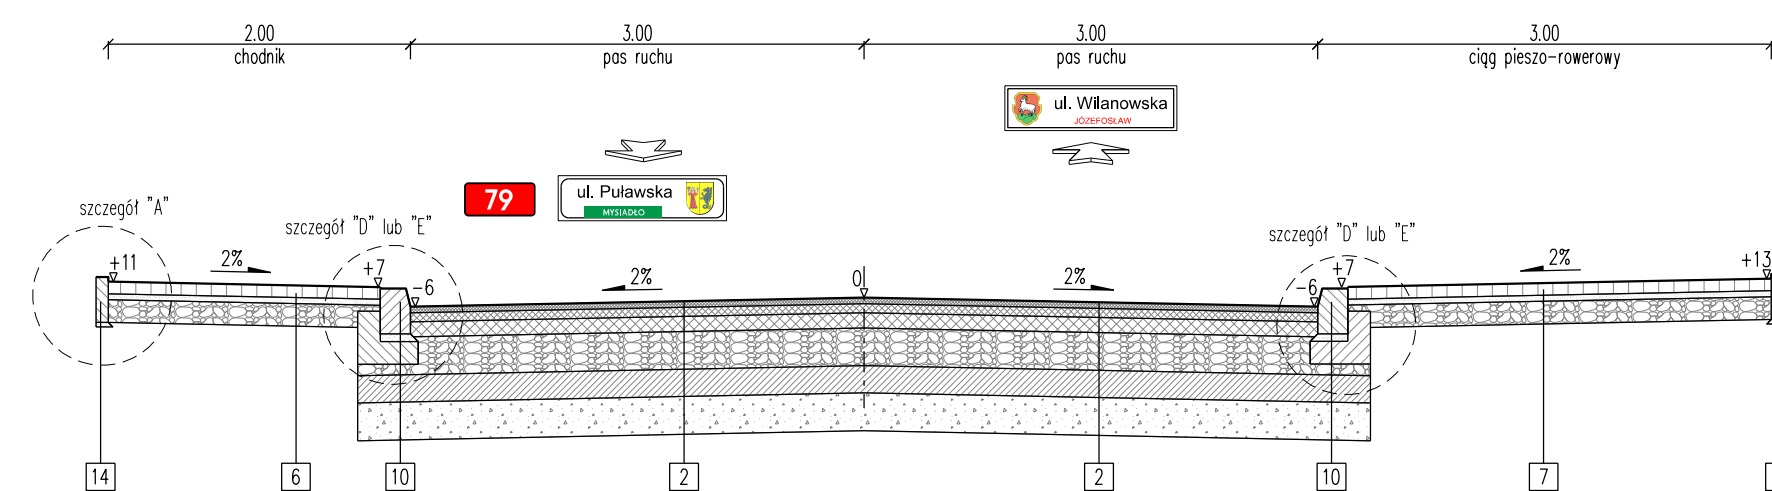 2.00
chodnik
3.00
pas ruchu
3.00
pas ruchu
3.00
ciąg pieszo-rowerowy
ul. Wilanowska
JÓZEFOSŁAW
79
ul. Puławska
MYSIADŁO
szczegół "A"
szczegół "D" lub "E"
szczegół "D" lub "E"
+11
2%
+7
-6
2%
0
2%
-6
+7
2%
+13
14
6
10
2
2
10
7